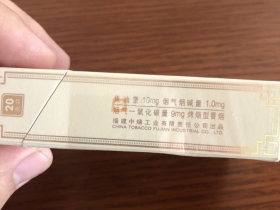 焦油量 10mg 烟气烟碱量 1.0mg
烟气一氧化碳量 9mg 烤烟型香烟
福建中烟工业有限责任公司出品
CHINA TOBACCO FUJIAN INDUSTRIAL CO., LTD.
20